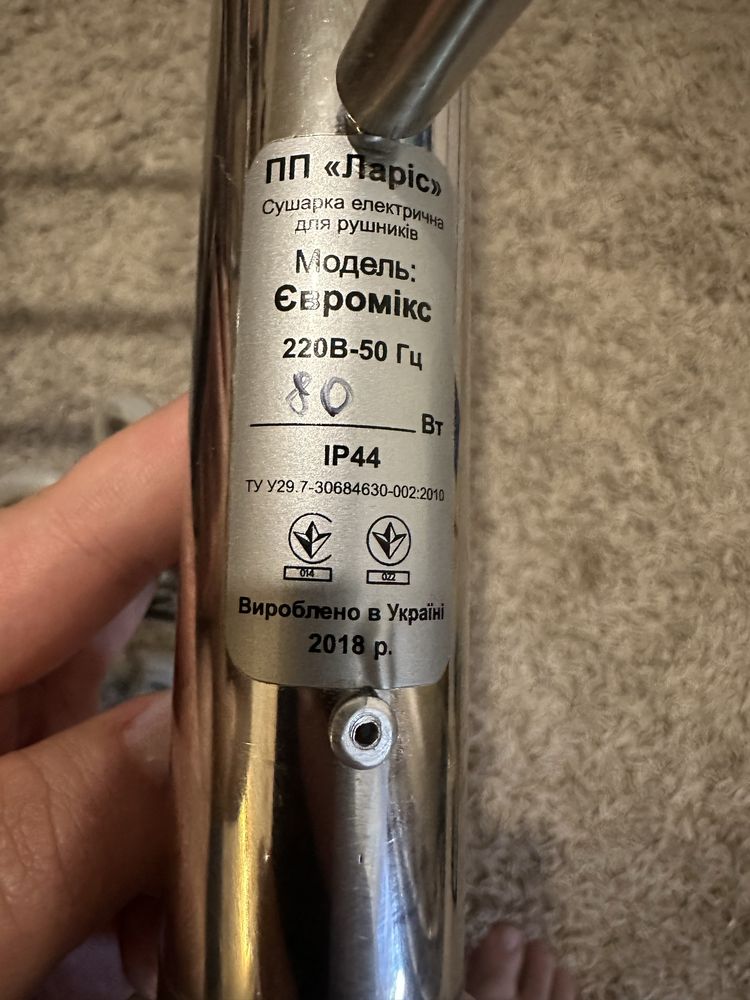 ПП «Ларіс»
Сушарка електрична
для рушників
Модель:
Євромікс
220В-50 Гц
80 Вт
IP44
ТУ У29.7-30684630-002:2010
014 022
Вироблено в Україні
2018 р.